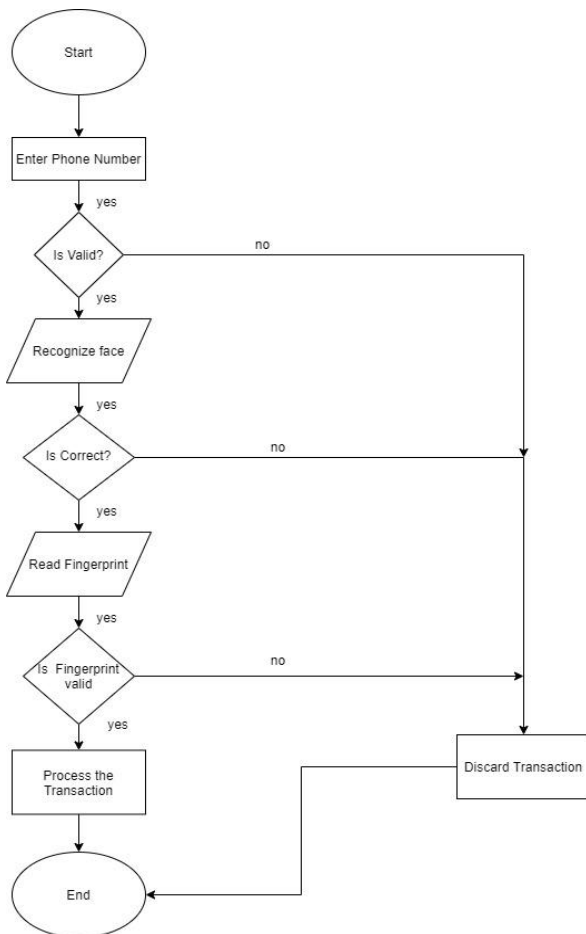 Start
Enter Phone Number
yes
Is Valid?
no
yes
Recognize face
yes
Is Correct?
no
yes
Read Fingerprint
yes
Is Fingerprint
valid
no
yes
Process the
Transaction
Discard Transaction
End